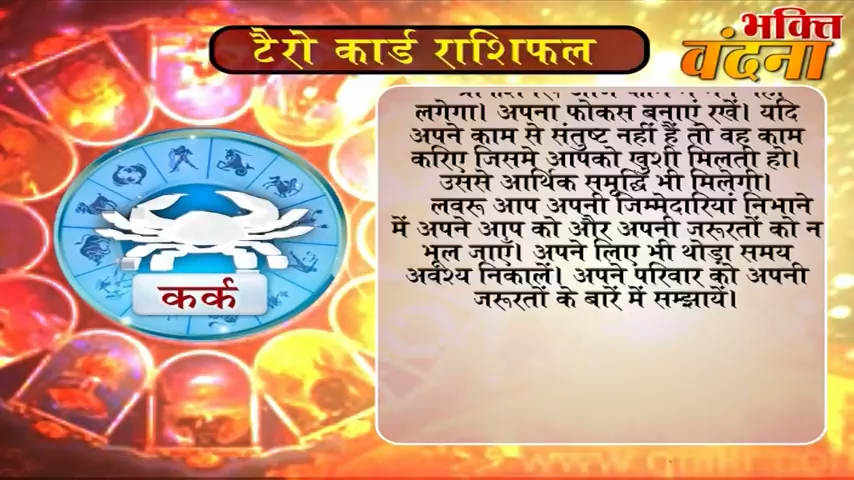 टैरो कार्ड राशिफल
भक्ति
वंदना
लगेगा। अपना फोकस बनाएं रखें। यदि
अपने काम से संतुष्ट नहीं हैं तो वह काम
करिए जिसमे आपको खुशी मिलती हो।
उससे आर्थिक समृद्धि भी मिलेगी।
लवरू आप अपनी जिम्मेदारियां निभाने
में अपने आप को और अपनी जरूरतों को न
भूल जाएँ। अपने लिए भी थोड़ा समय
अवश्य निकालें। अपने परिवार को अपनी
जरूरतों के बारें में सम्झायें।
कर्क